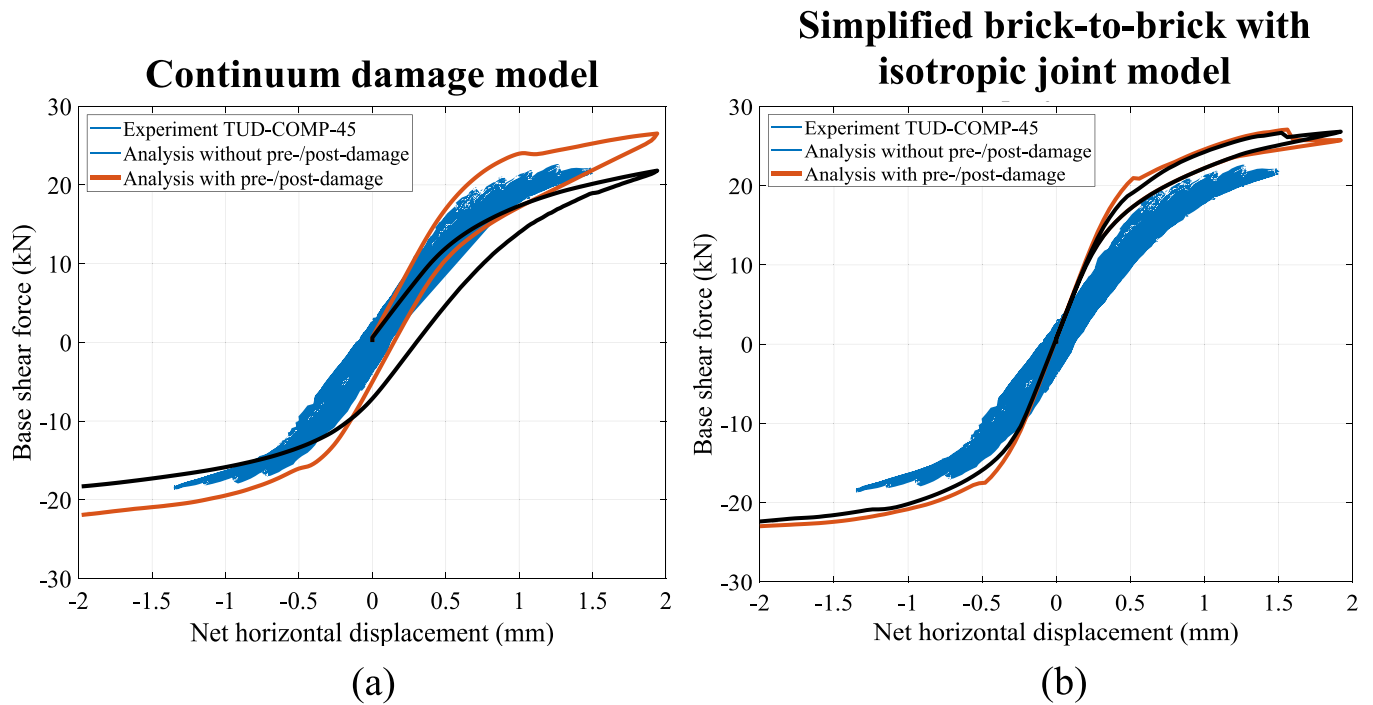 Continuum damage model
30
20
10
0
-10
-20
-30
-2
-1.5
-1
-0.5
0
0.5
1
1.5
2
Base shear force (kN)
Net horizontal displacement (mm)
Experiment TUD-COMP-45
Analysis without pre-/post-damage
Analysis with pre-/post-damage
(a)
Simplified brick-to-brick with
isotropic joint model
30
20
10
0
-10
-20
-30
-2
-1.5
-1
-0.5
0
0.5
1
1.5
2
Base shear force (kN)
Net horizontal displacement (mm)
Experiment TUD-COMP-45
Analysis without pre-/post-damage
Analysis with pre-/post-damage
(b)